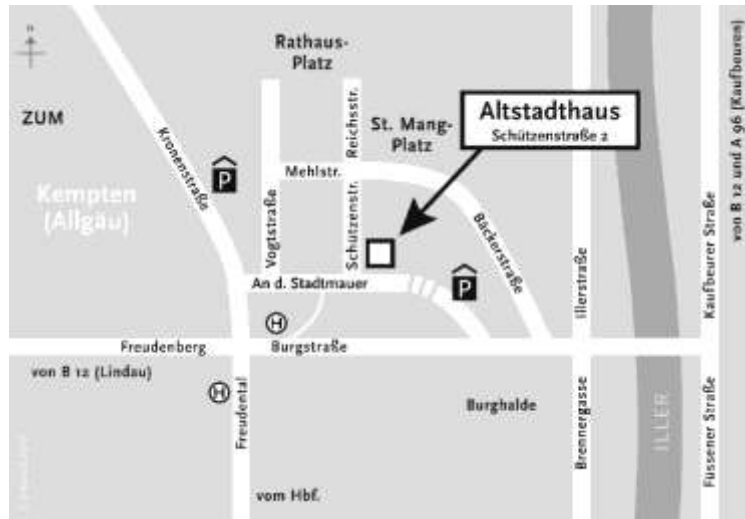 n
ZUM
Kempten
(Allgäu)
Rathaus-
Platz
St. Mang-
Platz
Altstadthaus
Schützenstraße 2
Kronenstraße
P
Mehlstr.
Reichsstr.
Vogtstraße
Schützenstr.
Bäckerstraße
Illerstraße
Kaufbeurer Straße
von B 12 und A 96 (Kaufbeuren)
An d. Stadtmauer
P
H
Freudenberg
Burgstraße
von B 12 (Lindau)
H
Freudental
Burghalde
Brennergasse
ILLER
Füssener Straße
vom Hbf.